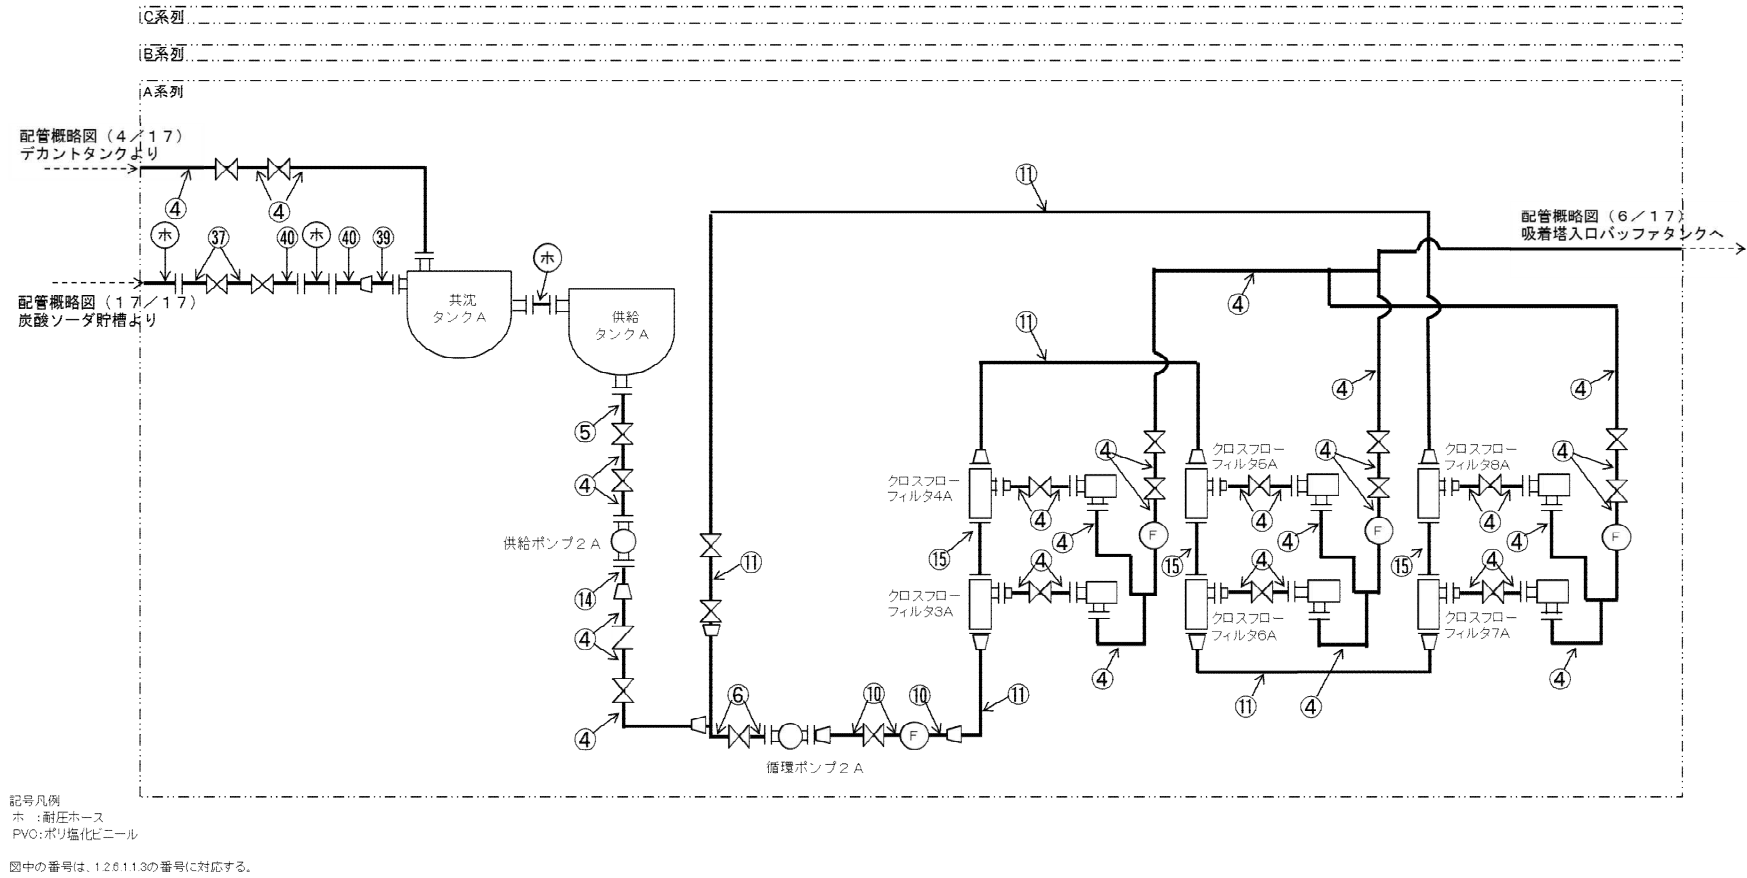 C系列
B系列
A系列
配管概略図（４／１７）
デカントタンクより
④
④
ホ
㊲
㊵
ホ
㊵
㊴
配管概略図（１７／１７）
炭酸ソーダ貯槽より
共沈
タンクA
ホ
供給
タンクA
⑤
④
供給ポンプ２A
⑭
④
④
⑪
⑥
循環ポンプ２A
⑩
F
⑩
⑪
⑪
⑪
配管概略図（６／１７）
吸着塔入口バッファタンクへ
④
④
④
クロスフロー
フィルタ4A
④
④
④
F
⑮
クロスフロー
フィルタ3A
④
④
クロスフロー
フィルタ5A
④
④
④
F
⑮
④
クロスフロー
フィルタ6A
④
⑪
クロスフロー
フィルタ8A
④
④
④
F
⑮
④
クロスフロー
フィルタ7A
④
記号凡例
ホ　：耐圧ホース
PVC：ポリ塩化ビニール
図中の番号は、1.2.6.1.1.3の番号に対応する。